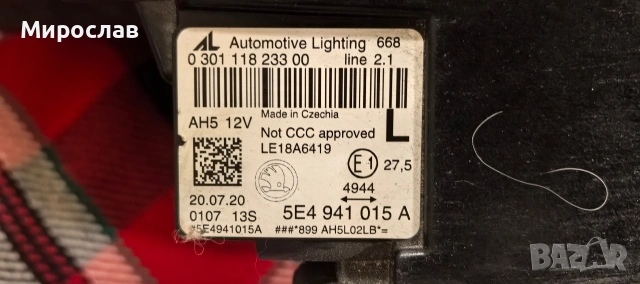 Мирослав
AL Automotive Lighting 668
0 301 118 233 00 line 2.1
Made in Czechia
AH5 12V
Not CCC approved L
LE18A6419
E1 27,5
4944
20.07.20
0107 13S 5E4 941 015 A
*5E4941015A ###*899 AH5L02LB*=
BAZAR